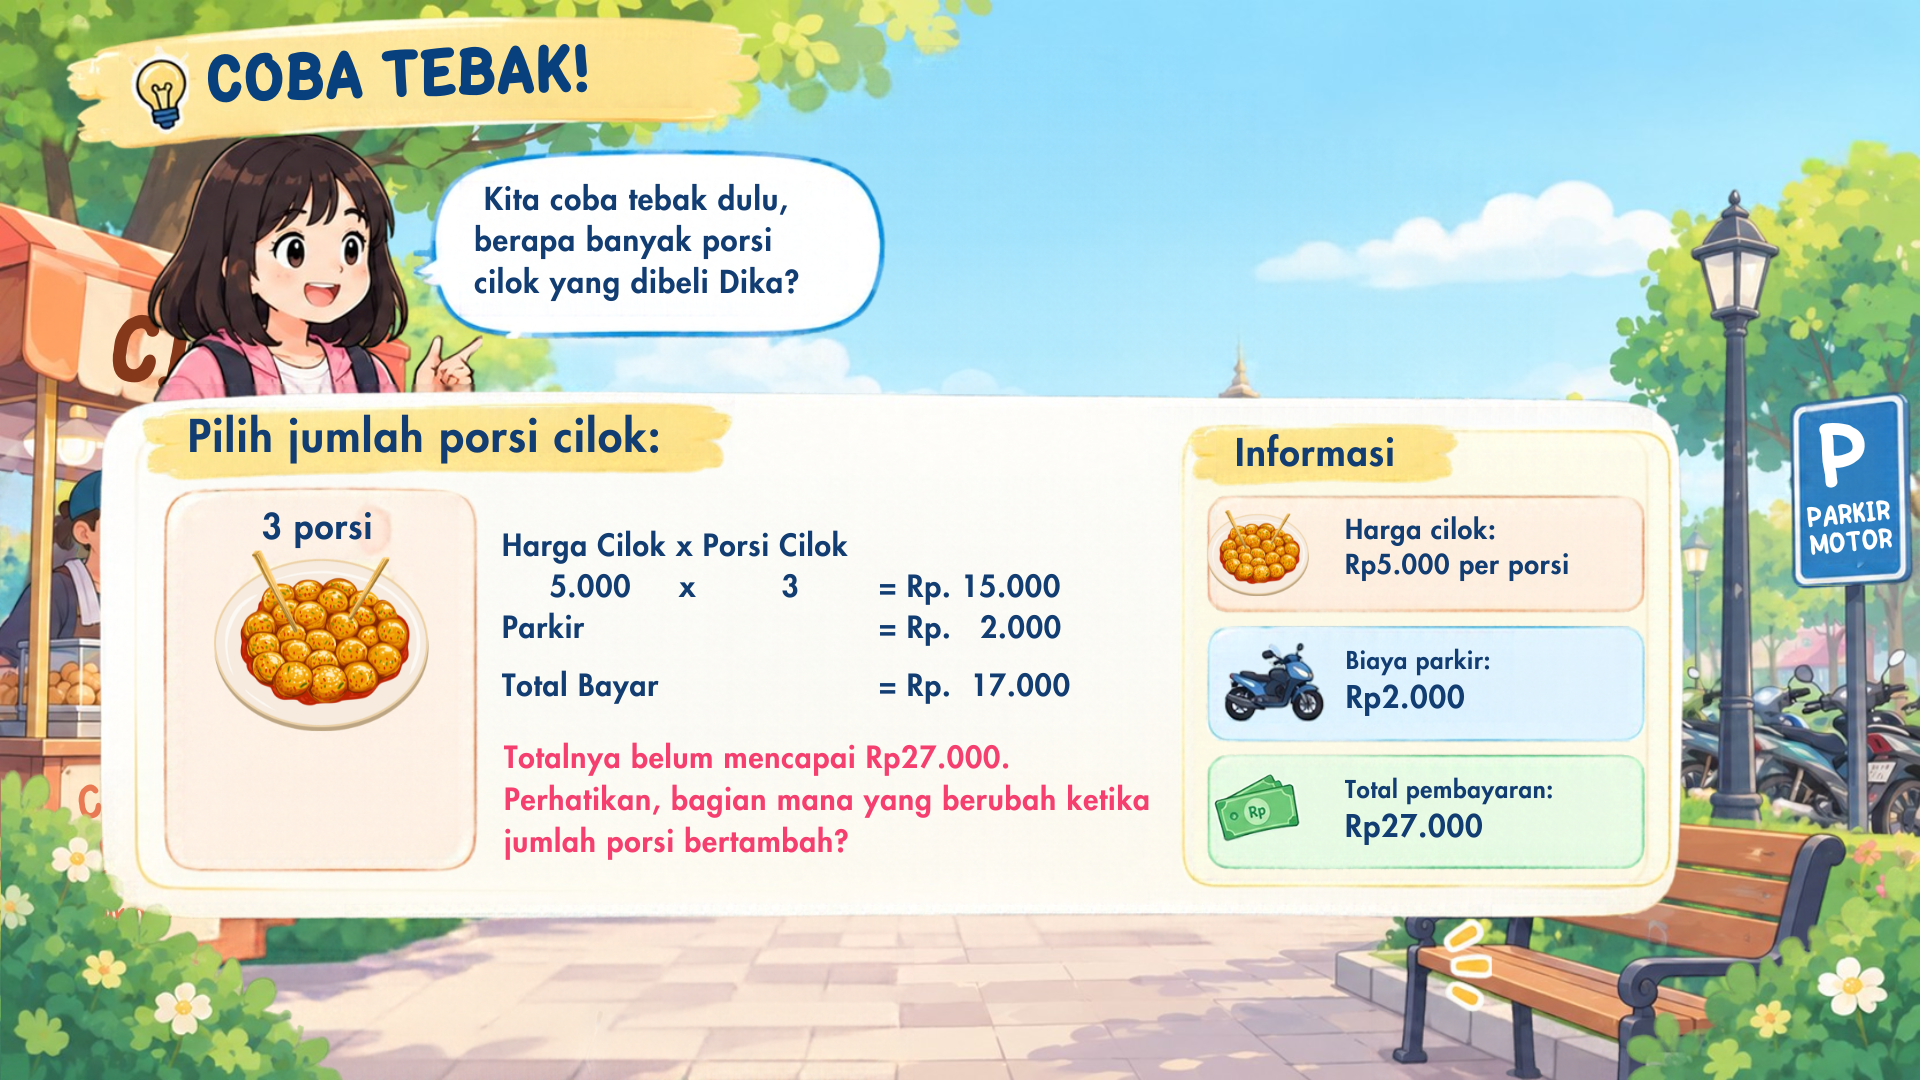 COBA TEBAK!
Kita coba tebak dulu,
berapa banyak porsi
cilok yang dibeli Dika?
Pilih jumlah porsi cilok:
3 porsi
Harga Cilok x Porsi Cilok
5.000 x 3 = Rp. 15.000
Parkir = Rp. 2.000
Total Bayar = Rp. 17.000
Totalnya belum mencapai Rp27.000.
Perhatikan, bagian mana yang berubah ketika
jumlah porsi bertambah?
Informasi
Harga cilok:
Rp5.000 per porsi
Biaya parkir:
Rp2.000
Rp
Total pembayaran:
Rp27.000
P
PARKIR
MOTOR